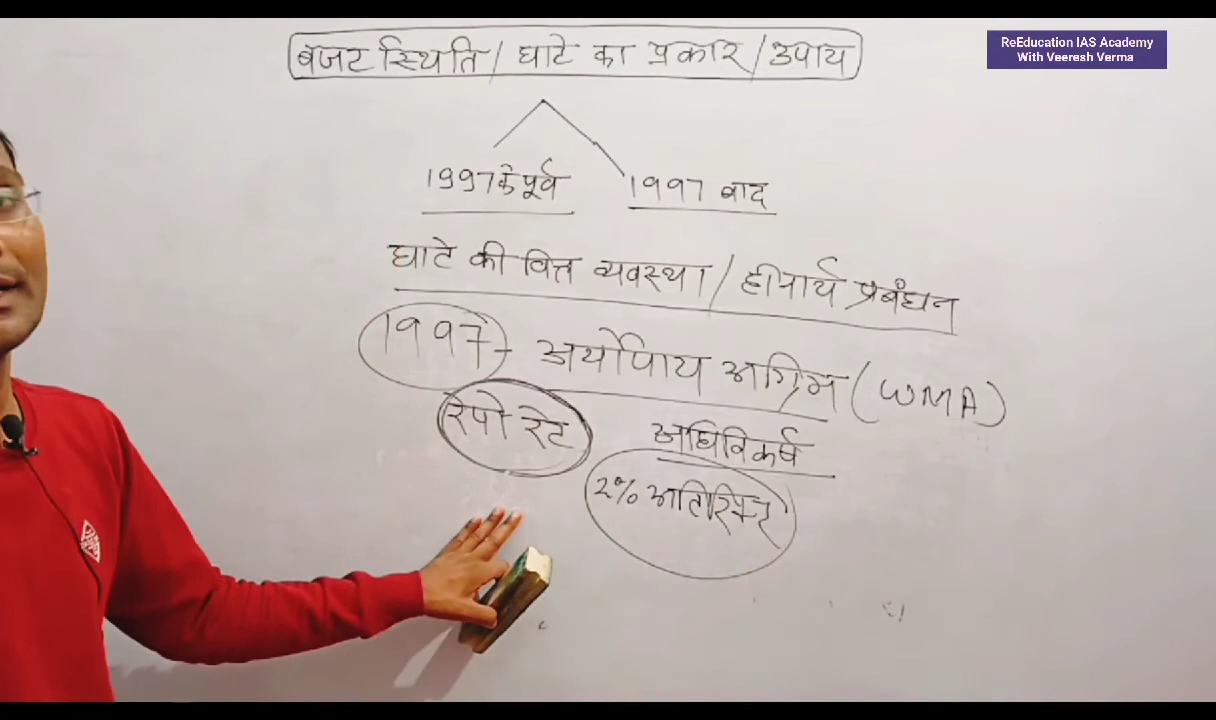 ReEducation IAS Academy
With Veeresh Verma
बजट स्थिति / घाटे का प्रकार / उपाय
1997 के पूर्व
1997 बाद
घाटे की वित्त व्यवस्था / हीनार्थ प्रबंधन
1997 - अर्थोपाय अग्रिम (WMA)
रेपो रेट
अधिविकर्ष
2% अतिरिक्त